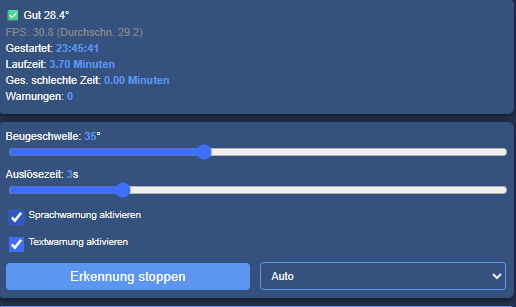 ✅ Gut 28.4°
FPS: 30.8 (Durchschn. 29.2)
Gestartet: 23:45:41
Laufzeit: 3.70 Minuten
Ges. schlechte Zeit: 0.00 Minuten
Warnungen: 0
Beugeschwelle: 35°
Auslösezeit: 3s
Sprachwarnung aktivieren
Textwarnung aktivieren
Erkennung stoppen
Auto